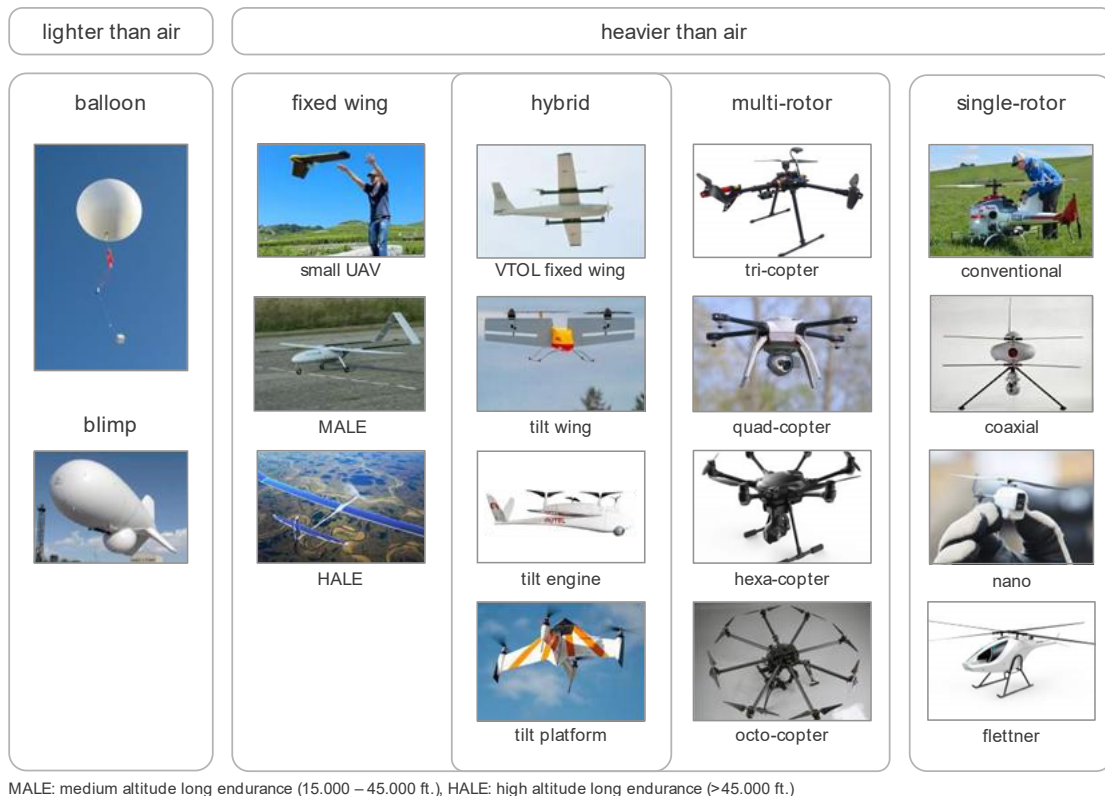 lighter than air
heavier than air
balloon
blimp
fixed wing
small UAV
MALE
HALE
hybrid
VTOL fixed wing
tilt wing
AUTEL
tilt engine
tilt platform
multi-rotor
tri-copter
quad-copter
hexa-copter
octo-copter
single-rotor
conventional
coaxial
nano
flettner
MALE: medium altitude long endurance (15.000 – 45.000 ft.), HALE: high altitude long endurance (>45.000 ft.)